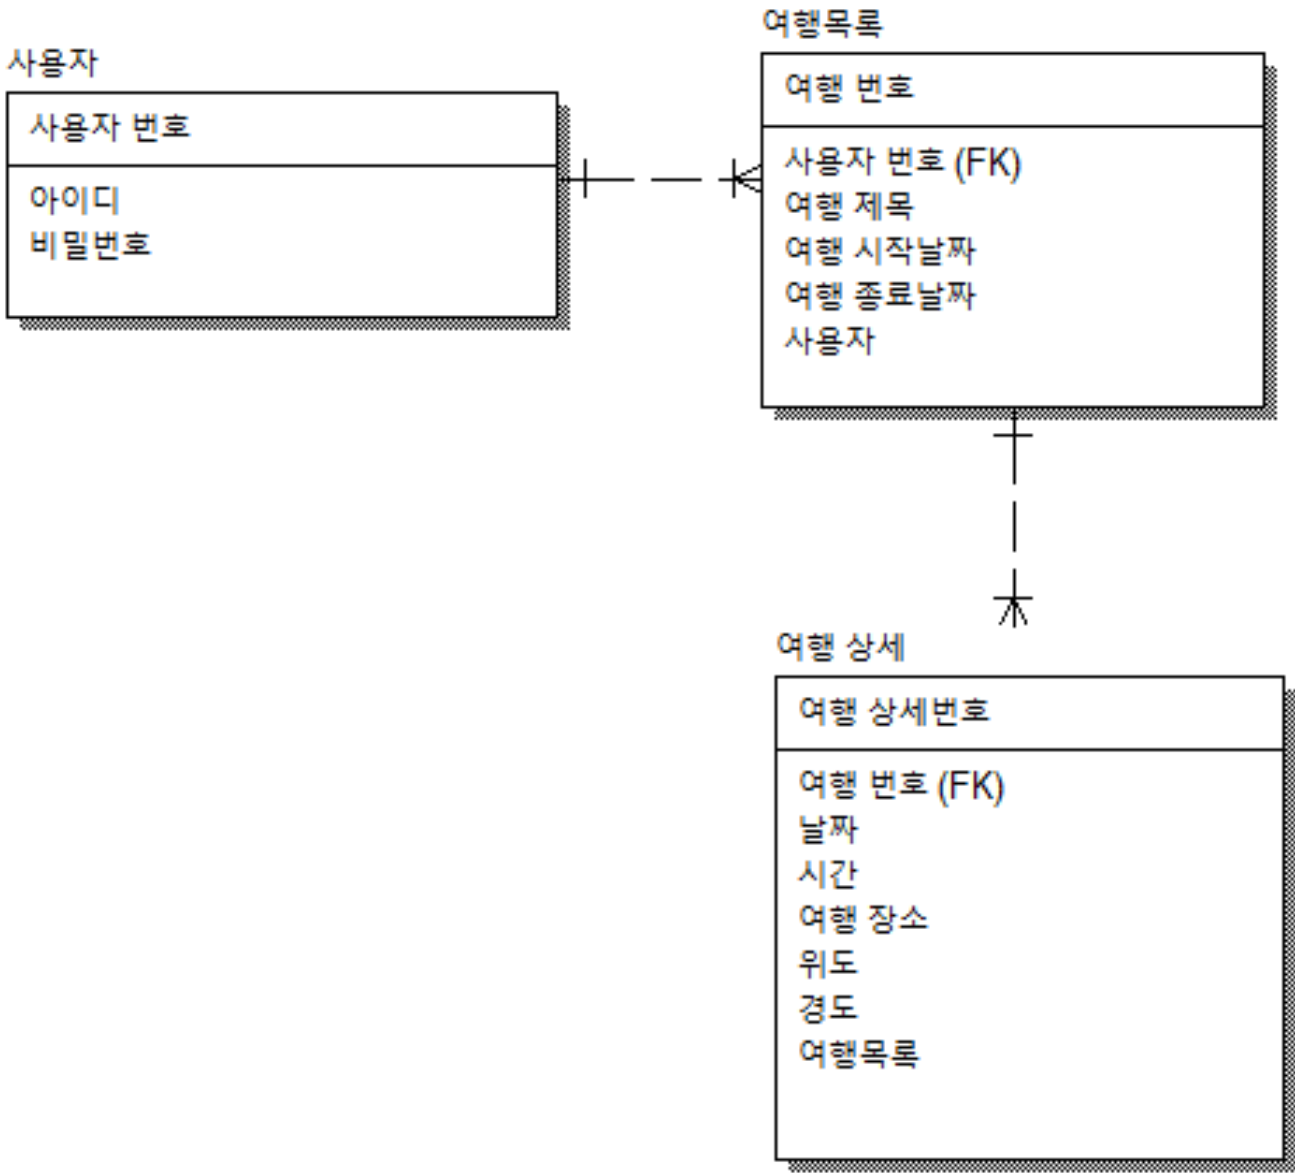 사용자
사용자 번호
아이디
비밀번호
여행목록
여행 번호
사용자 번호 (FK)
여행 제목
여행 시작날짜
여행 종료날짜
사용자
여행 상세
여행 상세번호
여행 번호 (FK)
날짜
시간
여행 장소
위도
경도
여행목록